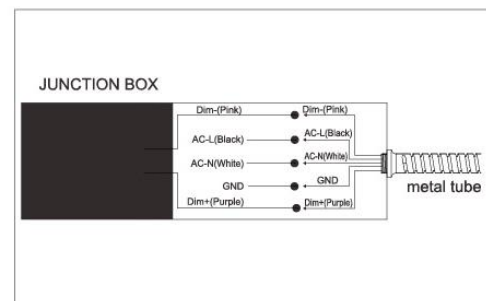 JUNCTION BOX
Dim-(Pink) Dim-(Pink)
AC-L(Black) AC-L(Black)
AC-N(White) AC-N(White)
GND GND
metal tube
Dim+(Purple) Dim+(Purple)